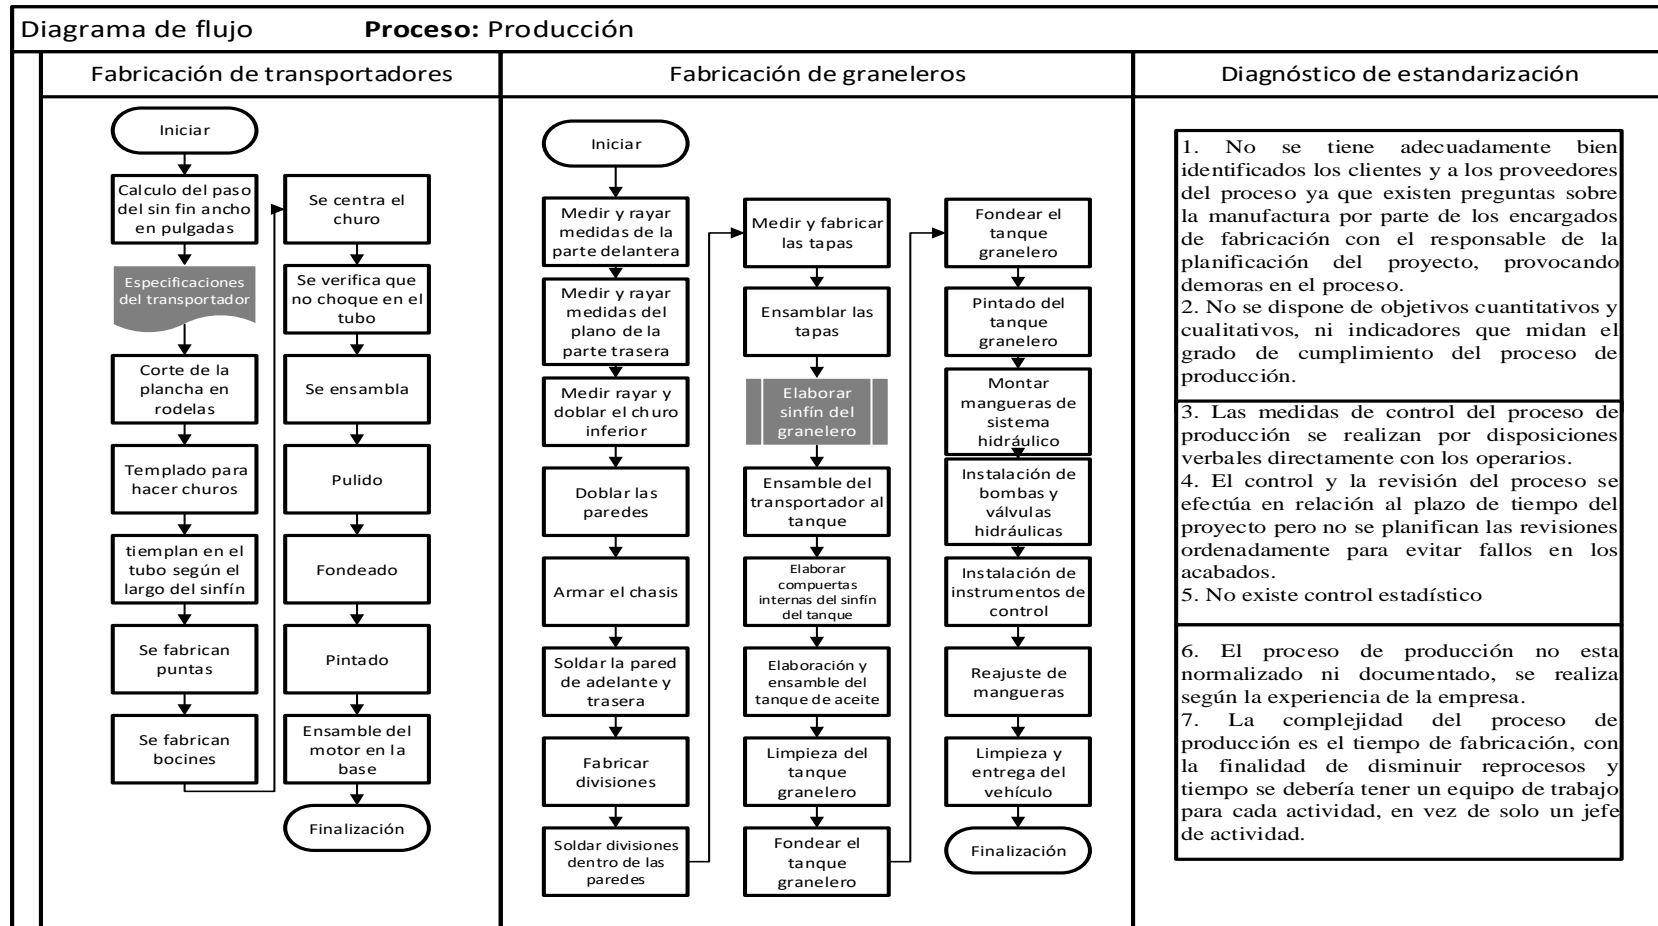 Diagrama de flujo Proceso: Producción
Fabricación de transportadores
Iniciar
Calculo del paso
del sin fin ancho
en pulgadas
Especificaciones
del transportador
Corte de la
plancha en
rodelas
Templado para
hacer churos
tiemplan en el
tubo según el
largo del sinfín
Se fabrican
puntas
Se fabrican
bocines
Se centra el
churo
Se verifica que
no choque en el
tubo
Se ensambla
Pulido
Fondeado
Pintado
Ensamble del
motor en la
base
Finalización
Fabricación de graneleros
Iniciar
Medir y rayar
medidas de la
parte delantera
Medir y rayar
medidas del
plano de la
parte trasera
Medir rayar y
doblar el churo
inferior
Doblar las
paredes
Armar el chasis
Soldar la pared
de adelante y
trasera
Fabricar
divisiones
Soldar divisiones
dentro de las
paredes
Medir y fabricar
las tapas
Ensamblar las
tapas
Elaborar
sinfín del
granelero
Ensamble del
transportador al
tanque
Elaborar
compuertas
internas del sinfín
del tanque
Elaboración y
ensamble del
tanque de aceite
Limpieza del
tanque
granelero
Fondear el
tanque
granelero
Fondear el
tanque
granelero
Pintado del
tanque
granelero
Montar
mangueras de
sistema
hidráulico
Instalación de
bombas y
válvulas
hidráulicas
Instalación de
instrumentos de
control
Reajuste de
mangueras
Limpieza y
entrega del
vehículo
Finalización
Diagnóstico de estandarización
1. No se tiene adecuadamente bien
identificados los clientes y a los proveedores
del proceso ya que existen preguntas sobre
la manufactura por parte de los encargados
de fabricación con el responsable de la
planificación del proyecto, provocando
demoras en el proceso.
2. No se dispone de objetivos cuantitativos y
cualitativos, ni indicadores que midan el
grado de cumplimiento del proceso de
producción.
3. Las medidas de control del proceso de
producción se realizan por disposiciones
verbales directamente con los operarios.
4. El control y la revisión del proceso se
efectúa en relación al plazo de tiempo del
proyecto pero no se planifican las revisiones
ordenadamente para evitar fallos en los
acabados.
5. No existe control estadístico
6. El proceso de producción no esta
normalizado ni documentado, se realiza
según la experiencia de la empresa.
7. La complejidad del proceso de
producción es el tiempo de fabricación, con
la finalidad de disminuir reprocesos y
tiempo se debería tener un equipo de trabajo
para cada actividad, en vez de solo un jefe
de actividad.